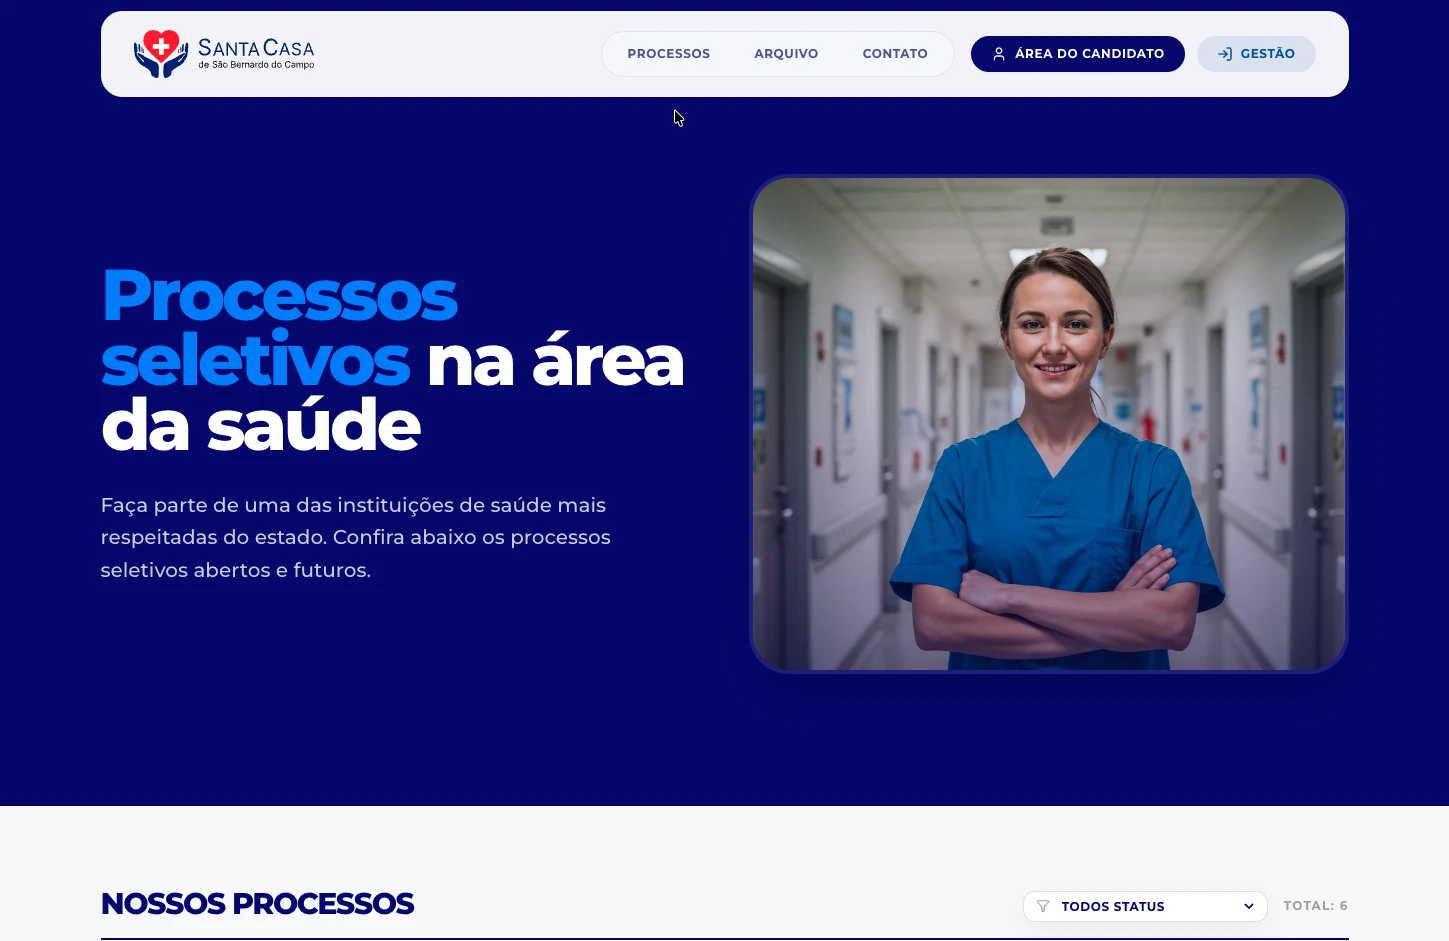 SANTA CASA
de São Bernardo do Campo
PROCESSOS
ARQUIVO
CONTATO
ÁREA DO CANDIDATO
GESTÃO
Processos
seletivos na área
da saúde
Faça parte de uma das instituições de saúde mais
respeitadas do estado. Confira abaixo os processos
seletivos abertos e futuros.
NOSSOS PROCESSOS
TODOS STATUS
TOTAL: 6